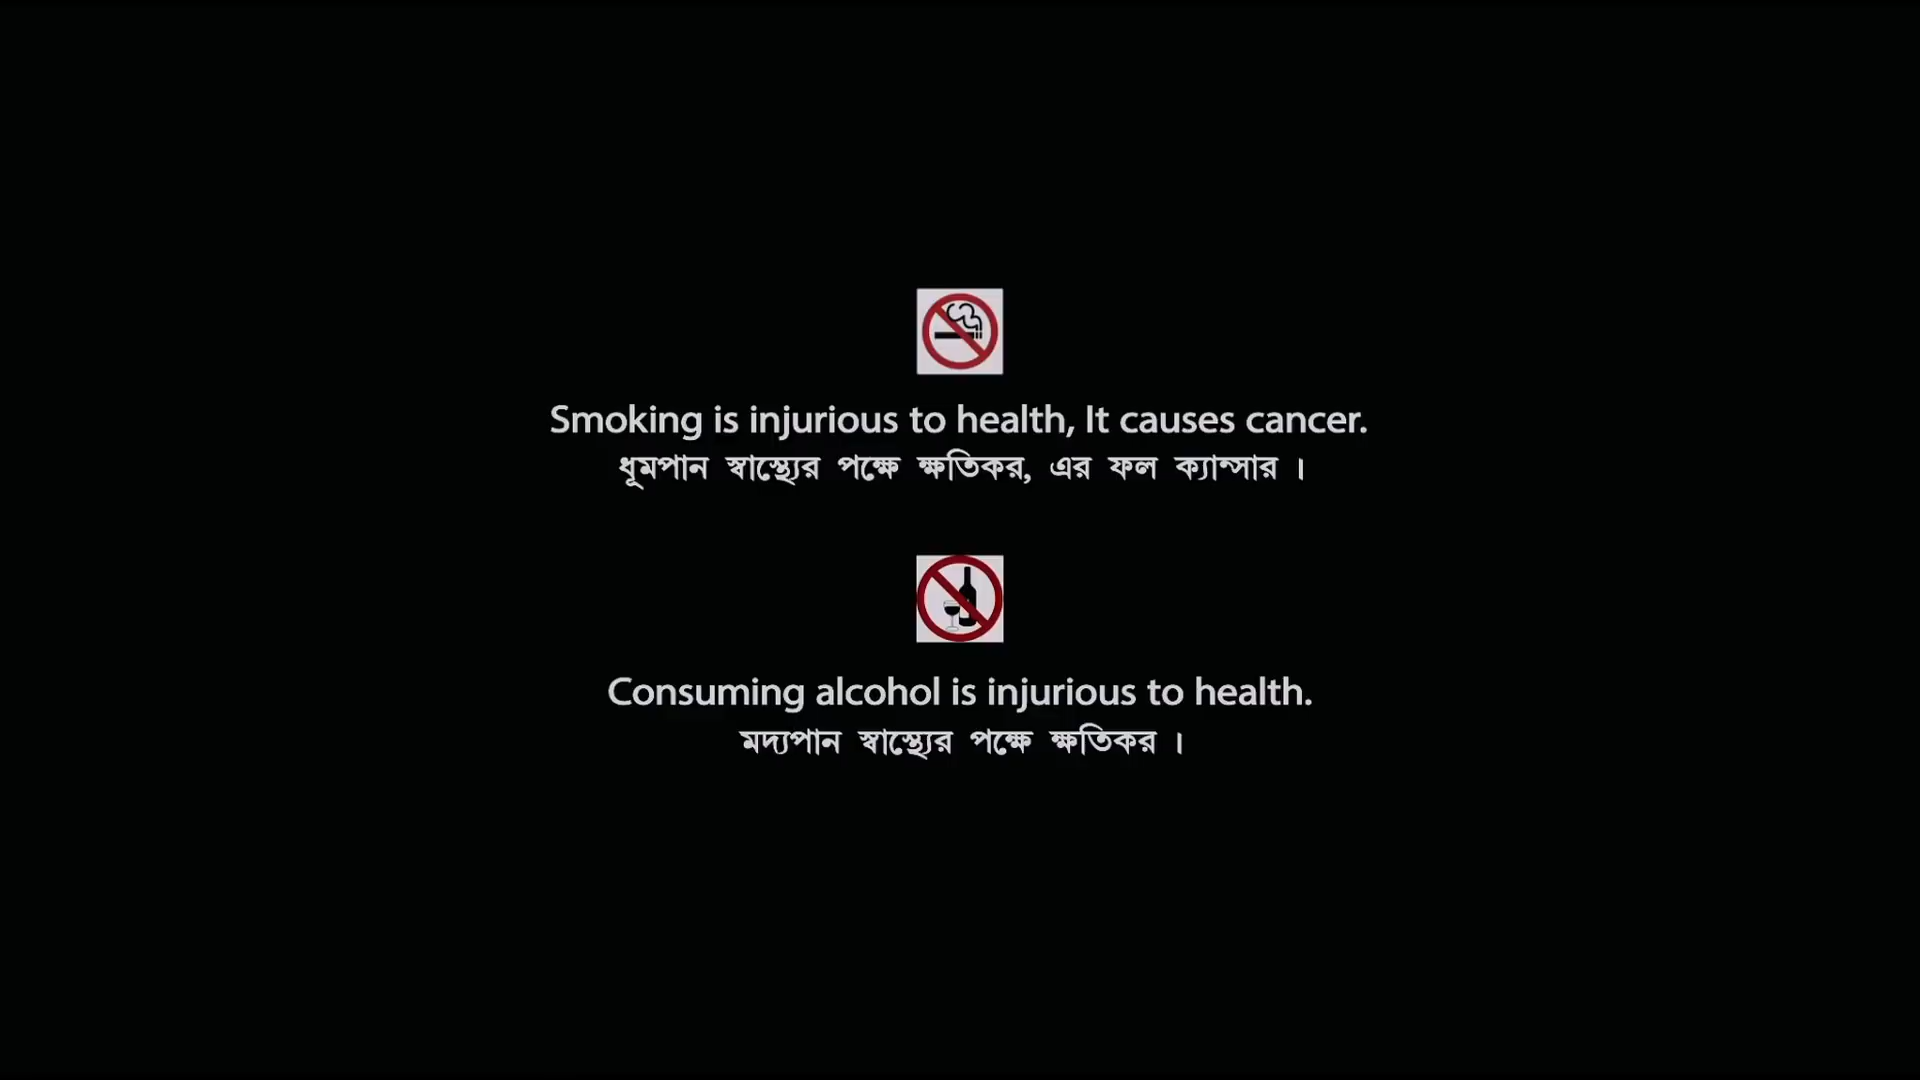 Smoking is injurious to health, It causes cancer.
ধূমপান স্বাস্থ্যের পক্ষে ক্ষতিকর, এর ফল ক্যান্সার ।
Consuming alcohol is injurious to health.
মদ্যপান স্বাস্থ্যের পক্ষে ক্ষতিকর ।